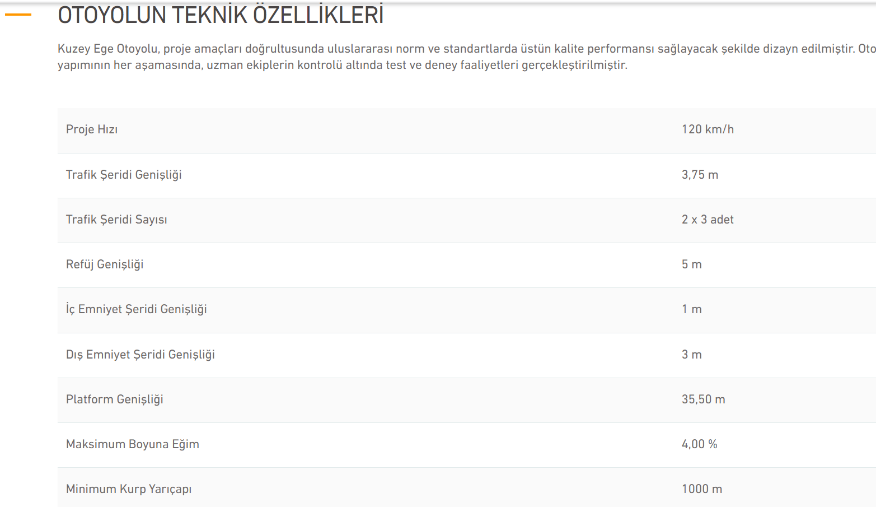 OTOYOLUN TEKNİK ÖZELLİKLERİ
Kuzey Ege Otoyolu, proje amaçları doğrultusunda uluslararası norm ve standartlarda üstün kalite performansı sağlayacak şekilde dizayn edilmiştir. Oto
yapımının her aşamasında, uzman ekiplerin kontrolü altında test ve deney faaliyetleri gerçekleştirilmiştir.
Proje Hızı 120 km/h
Trafik Şeridi Genişliği 3,75 m
Trafik Şeridi Sayısı 2 x 3 adet
Refüj Genişliği 5 m
İç Emniyet Şeridi Genişliği 1 m
Dış Emniyet Şeridi Genişliği 3 m
Platform Genişliği 35,50 m
Maksimum Boyuna Eğim 4,00 %
Minimum Kurp Yarıçapı 1000 m